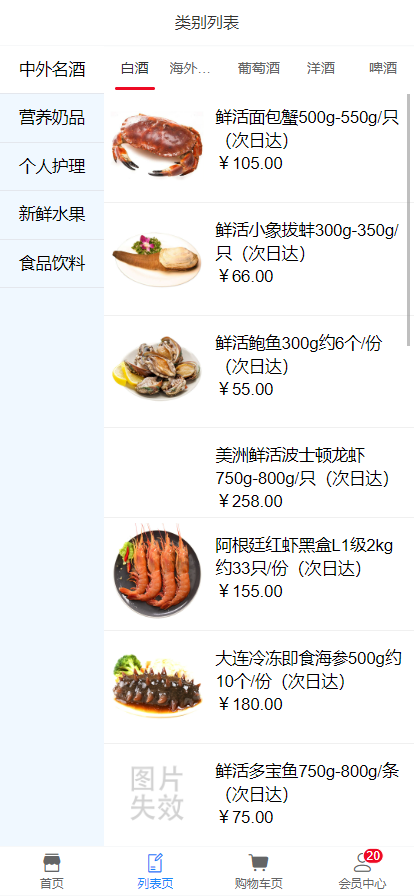 类别列表
中外名酒
营养奶品
个人护理
新鲜水果
食品饮料
白酒
海外…
葡萄酒
洋酒
啤酒
鲜活面包蟹500g-550g/只
（次日达）
￥105.00
鲜活小象拔蚌300g-350g/
只（次日达）
￥66.00
鲜活鲍鱼300g约6个/份
（次日达）
￥55.00
美洲鲜活波士顿龙虾
750g-800g/只（次日达）
￥258.00
阿根廷红虾黑盒L1级2kg
约33只/份（次日达）
￥155.00
大连冷冻即食海参500g约
10个/份（次日达）
￥180.00
图片
失效
鲜活多宝鱼750g-800g/条
（次日达）
￥75.00
首页
列表页
购物车页
20
会员中心